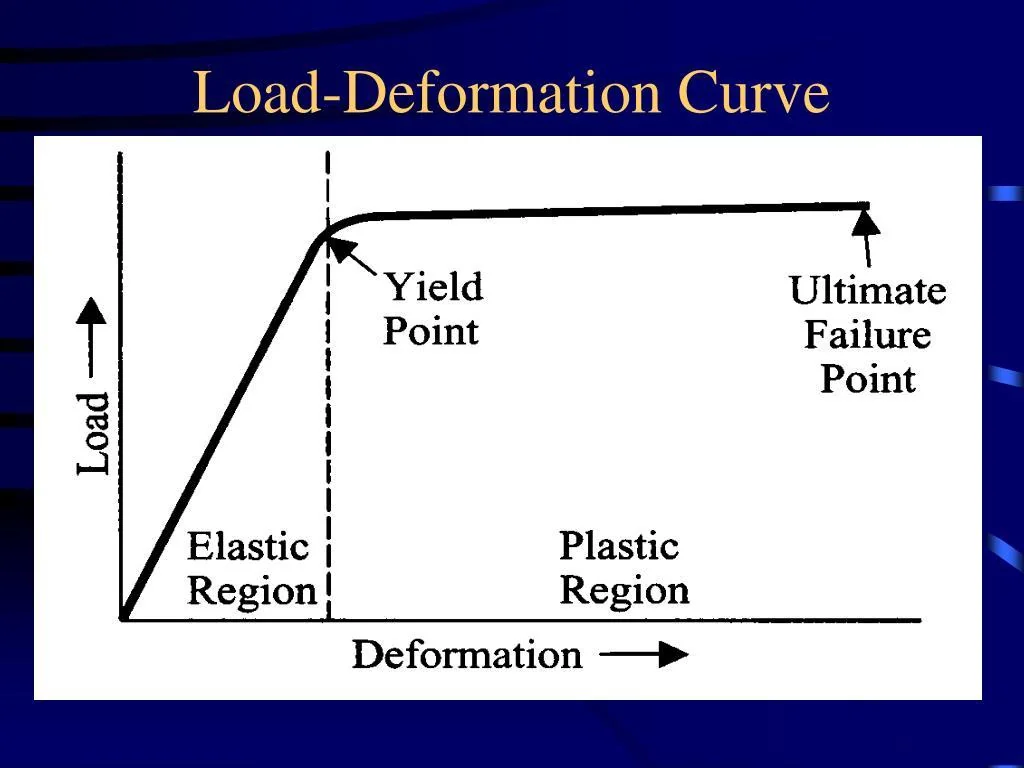 Load-Deformation Curve
Yield
Point
Ultimate
Failure
Point
Load
Elastic
Region
Plastic
Region
Deformation